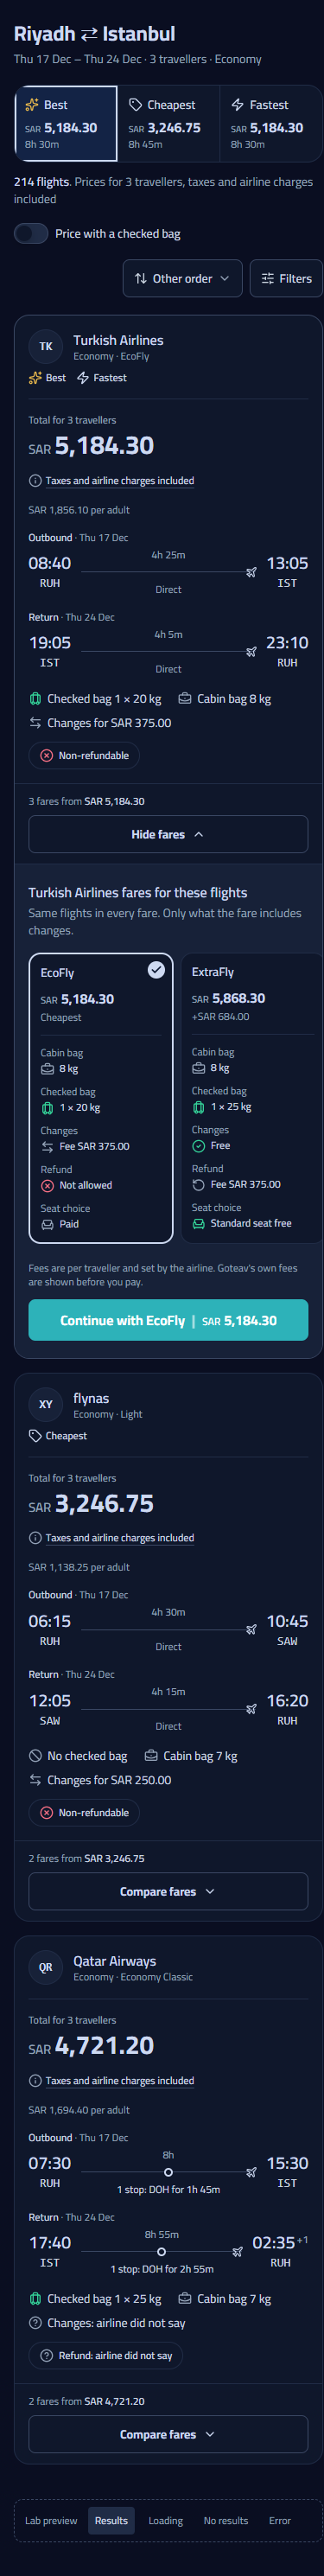 Riyadh ⇄ Istanbul
Thu 17 Dec – Thu 24 Dec · 3 travellers · Economy
Best
SAR 5,184.30
8h 30m
Cheapest
SAR 3,246.75
8h 45m
Fastest
SAR 5,184.30
8h 30m
214 flights. Prices for 3 travellers, taxes and airline charges
included
Price with a checked bag
Other order
Filters
TK
Turkish Airlines
Economy · EcoFly
Best
Fastest
Total for 3 travellers
SAR 5,184.30
Taxes and airline charges included
SAR 1,856.10 per adult
Outbound · Thu 17 Dec
08:40
RUH
4h 25m
Direct
13:05
IST
Return · Thu 24 Dec
19:05
IST
4h 5m
Direct
23:10
RUH
Checked bag 1 × 20 kg
Cabin bag 8 kg
Changes for SAR 375.00
Non-refundable
3 fares from SAR 5,184.30
Hide fares
Turkish Airlines fares for these flights
Same flights in every fare. Only what the fare includes
changes.
EcoFly
SAR 5,184.30
Cheapest
Cabin bag
8 kg
Checked bag
1 × 20 kg
Changes
Fee SAR 375.00
Refund
Not allowed
Seat choice
Paid
ExtraFly
SAR 5,868.30
+SAR 684.00
Cabin bag
8 kg
Checked bag
1 × 25 kg
Changes
Free
Refund
Fee SAR 375.00
Seat choice
Standard seat free
Fees are per traveller and set by the airline. Goteav's own fees
are shown before you pay.
Continue with EcoFly | SAR 5,184.30
XY
flynas
Economy · Light
Cheapest
Total for 3 travellers
SAR 3,246.75
Taxes and airline charges included
SAR 1,138.25 per adult
Outbound · Thu 17 Dec
06:15
RUH
4h 30m
Direct
10:45
SAW
Return · Thu 24 Dec
12:05
SAW
4h 15m
Direct
16:20
RUH
No checked bag
Cabin bag 7 kg
Changes for SAR 250.00
Non-refundable
2 fares from SAR 3,246.75
Compare fares
QR
Qatar Airways
Economy · Economy Classic
Total for 3 travellers
SAR 4,721.20
Taxes and airline charges included
SAR 1,694.40 per adult
Outbound · Thu 17 Dec
07:30
RUH
8h
1 stop: DOH for 1h 45m
15:30
IST
Return · Thu 24 Dec
17:40
IST
8h 55m
1 stop: DOH for 2h 55m
02:35+1
RUH
Checked bag 1 × 25 kg
Cabin bag 7 kg
Changes: airline did not say
Refund: airline did not say
2 fares from SAR 4,721.20
Compare fares
Lab preview
Results
Loading
No results
Error